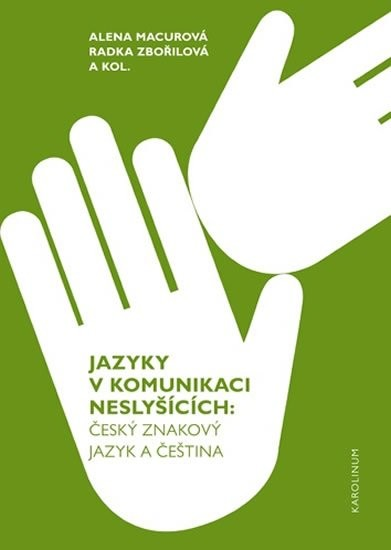 ALENA MACUROVÁ
RADKA ZBOŘILOVÁ
A KOL.
JAZYKY
V KOMUNIKACI
NESLYŠÍCÍCH:
ČESKÝ ZNAKOVÝ
JAZYK A ČEŠTINA
KAROLINUM